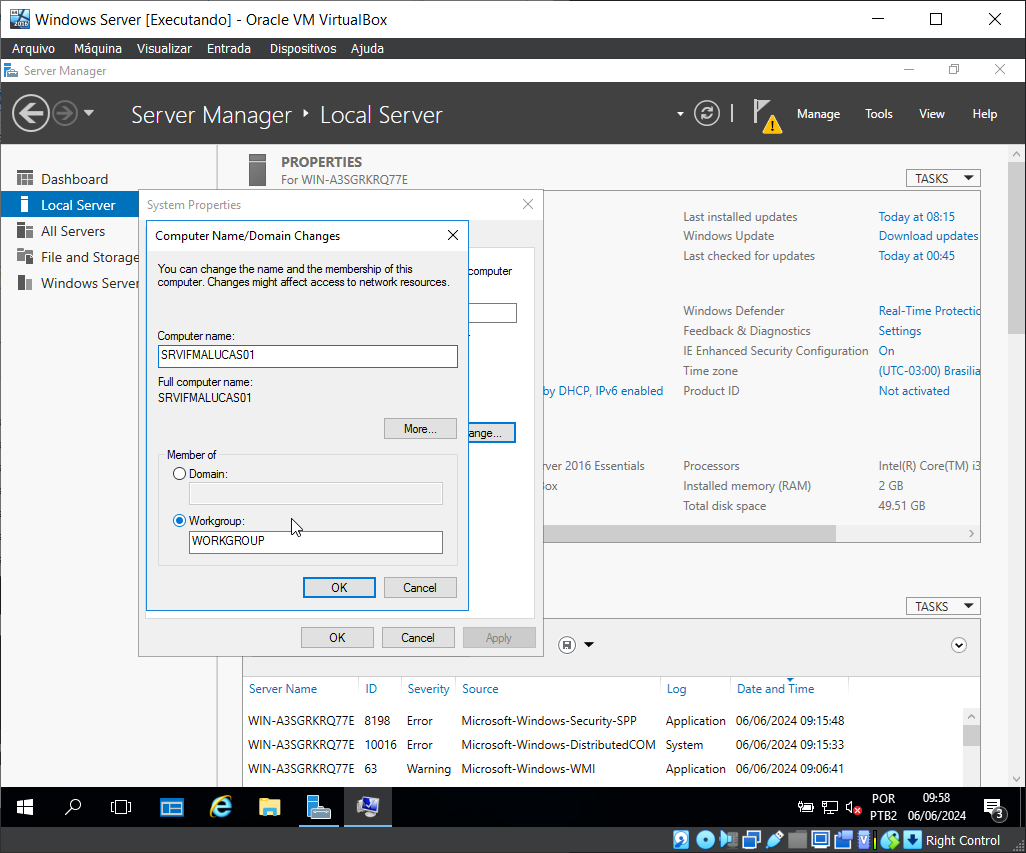 Windows Server [Executando] - Oracle VM VirtualBox
Arquivo Máquina Visualizar Entrada Dispositivos Ajuda
Server Manager
Server Manager Local Server
Manage Tools View Help
PROPERTIES
For WIN-A3SGRKRQ77E
TASKS
Dashboard
Local Server
All Servers
File and Storage
Windows Server
System Properties
Computer Name/Domain Changes
You can change the name and the membership of this
computer. Changes might affect access to network resources.
Computer name:
SRVIFMALUCAS01
Full computer name:
SRVIFMALUCAS01
More...
Member of
Domain:
Workgroup:
WORKGROUP
OK Cancel
computer
ange...
OK Cancel Apply
Last installed updates Today at 08:15
Windows Update Download updates
Last checked for updates Today at 00:45
Windows Defender Real-Time Protectic
Feedback & Diagnostics Settings
IE Enhanced Security Configuration On
Time zone (UTC-03:00) Brasilia
by DHCP, IPv6 enabled Product ID Not activated
ver 2016 Essentials Processors Intel(R) Core(TM) i3
ox Installed memory (RAM) 2 GB
Total disk space 49.51 GB
TASKS
Server Name ID Severity Source Log Date and Time
WIN-A3SGRKRQ77E 8198 Error Microsoft-Windows-Security-SPP Application 06/06/2024 09:15:48
WIN-A3SGRKRQ77E 10016 Error Microsoft-Windows-DistributedCOM System 06/06/2024 09:15:33
WIN-A3SGRKRQ77E 63 Warning Microsoft-Windows-WMI Application 06/06/2024 09:06:41
POR 09:58
PTB2 06/06/2024
3
Right Control